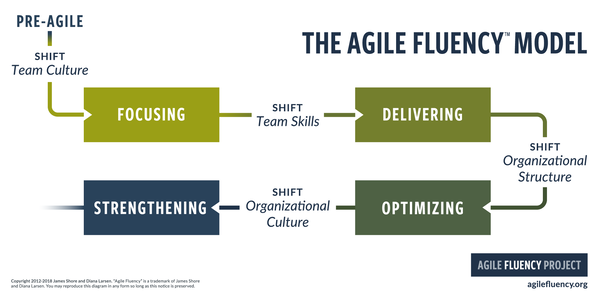 PRE-AGILE
SHIFT
Team Culture
THE AGILE FLUENCY™ MODEL
FOCUSING
SHIFT
Team Skills
DELIVERING
SHIFT
Organizational
Structure
OPTIMIZING
SHIFT
Organizational
Culture
STRENGTHENING
Copyright 2012-2018 James Shore and Diana Larsen. "Agile Fluency" is a trademark of James Shore
and Diana Larsen. You may reproduce this diagram in any form so long as this notice is preserved.
AGILE FLUENCY PROJECT
agilefluency.org